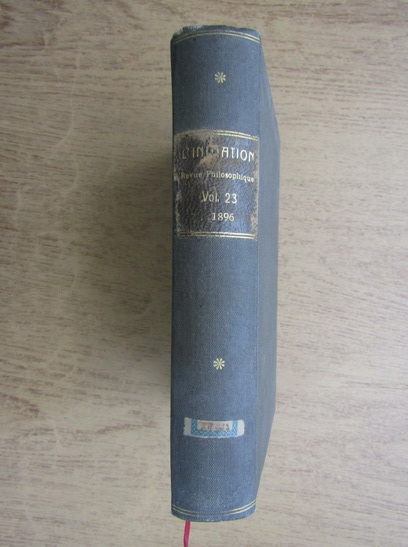 L'INITIATION
Revue Philosophique
Vol. 23
1896